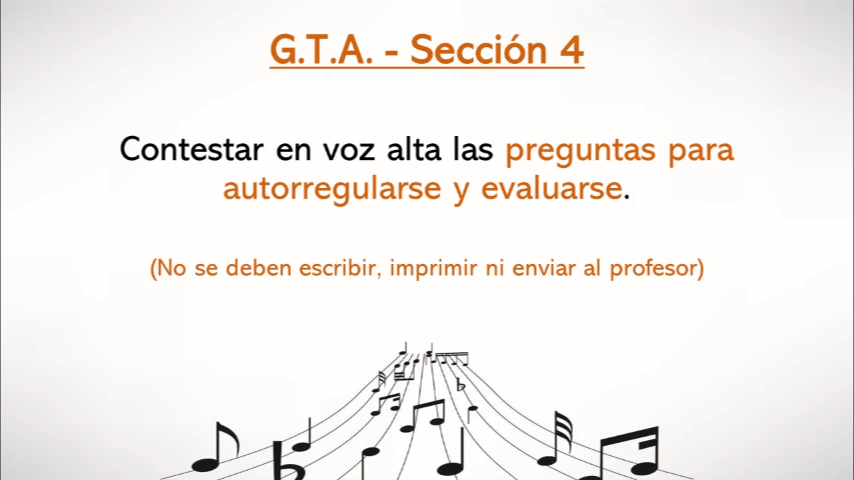 G.T.A. - Sección 4
Contestar en voz alta las preguntas para
autorregularse y evaluarse.
(No se deben escribir, imprimir ni enviar al profesor)